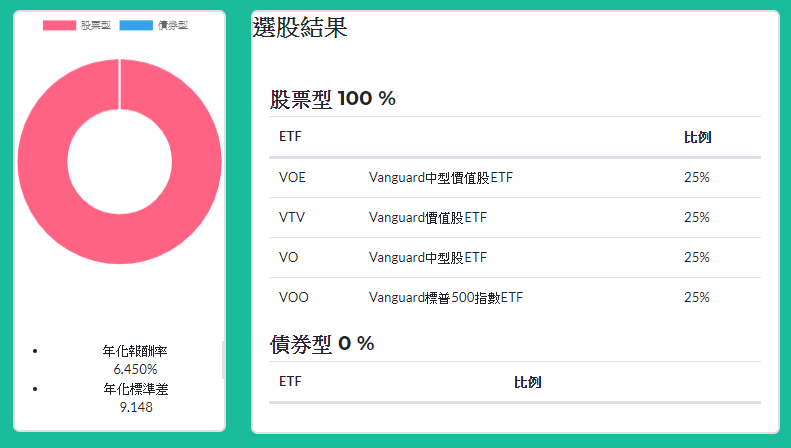 股票型 債券型
年化報酬率
6.450%
年化標準差
9.148
選股結果
股票型 100 %
ETF 比例
VOE Vanguard中型價值股ETF 25%
VTV Vanguard價值股ETF 25%
VO Vanguard中型股ETF 25%
VOO Vanguard標普500指數ETF 25%
債券型 0 %
ETF 比例